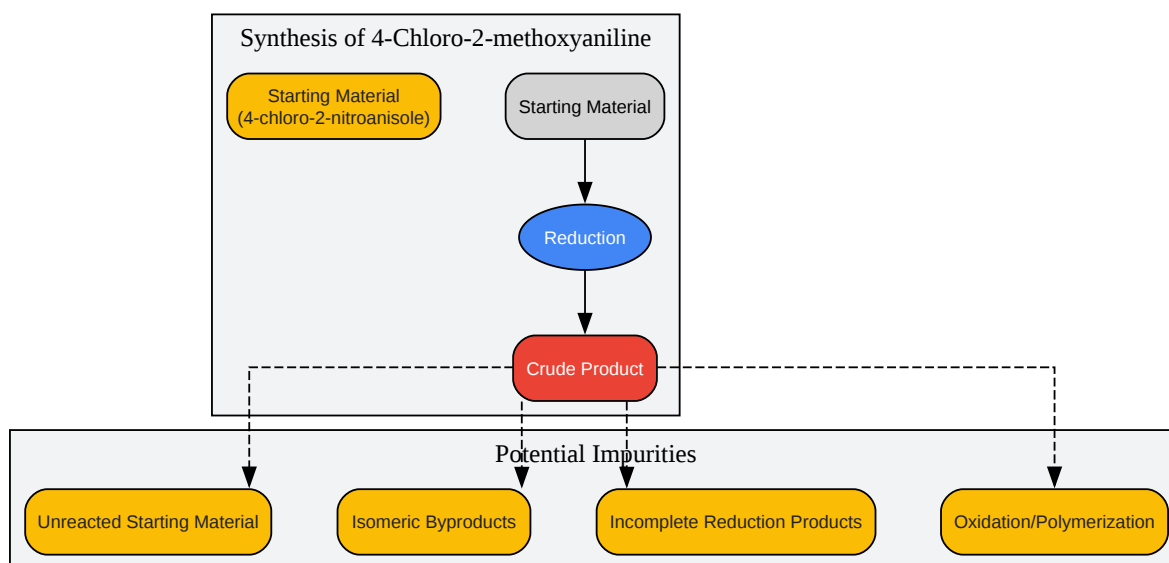 Synthesis of 4-Chloro-2-methoxyaniline
Starting Material
(4-chloro-2-nitroanisole)
Starting Material
Reduction
Crude Product
Potential Impurities
Unreacted Starting Material
Isomeric Byproducts
Incomplete Reduction Products
Oxidation/Polymerization